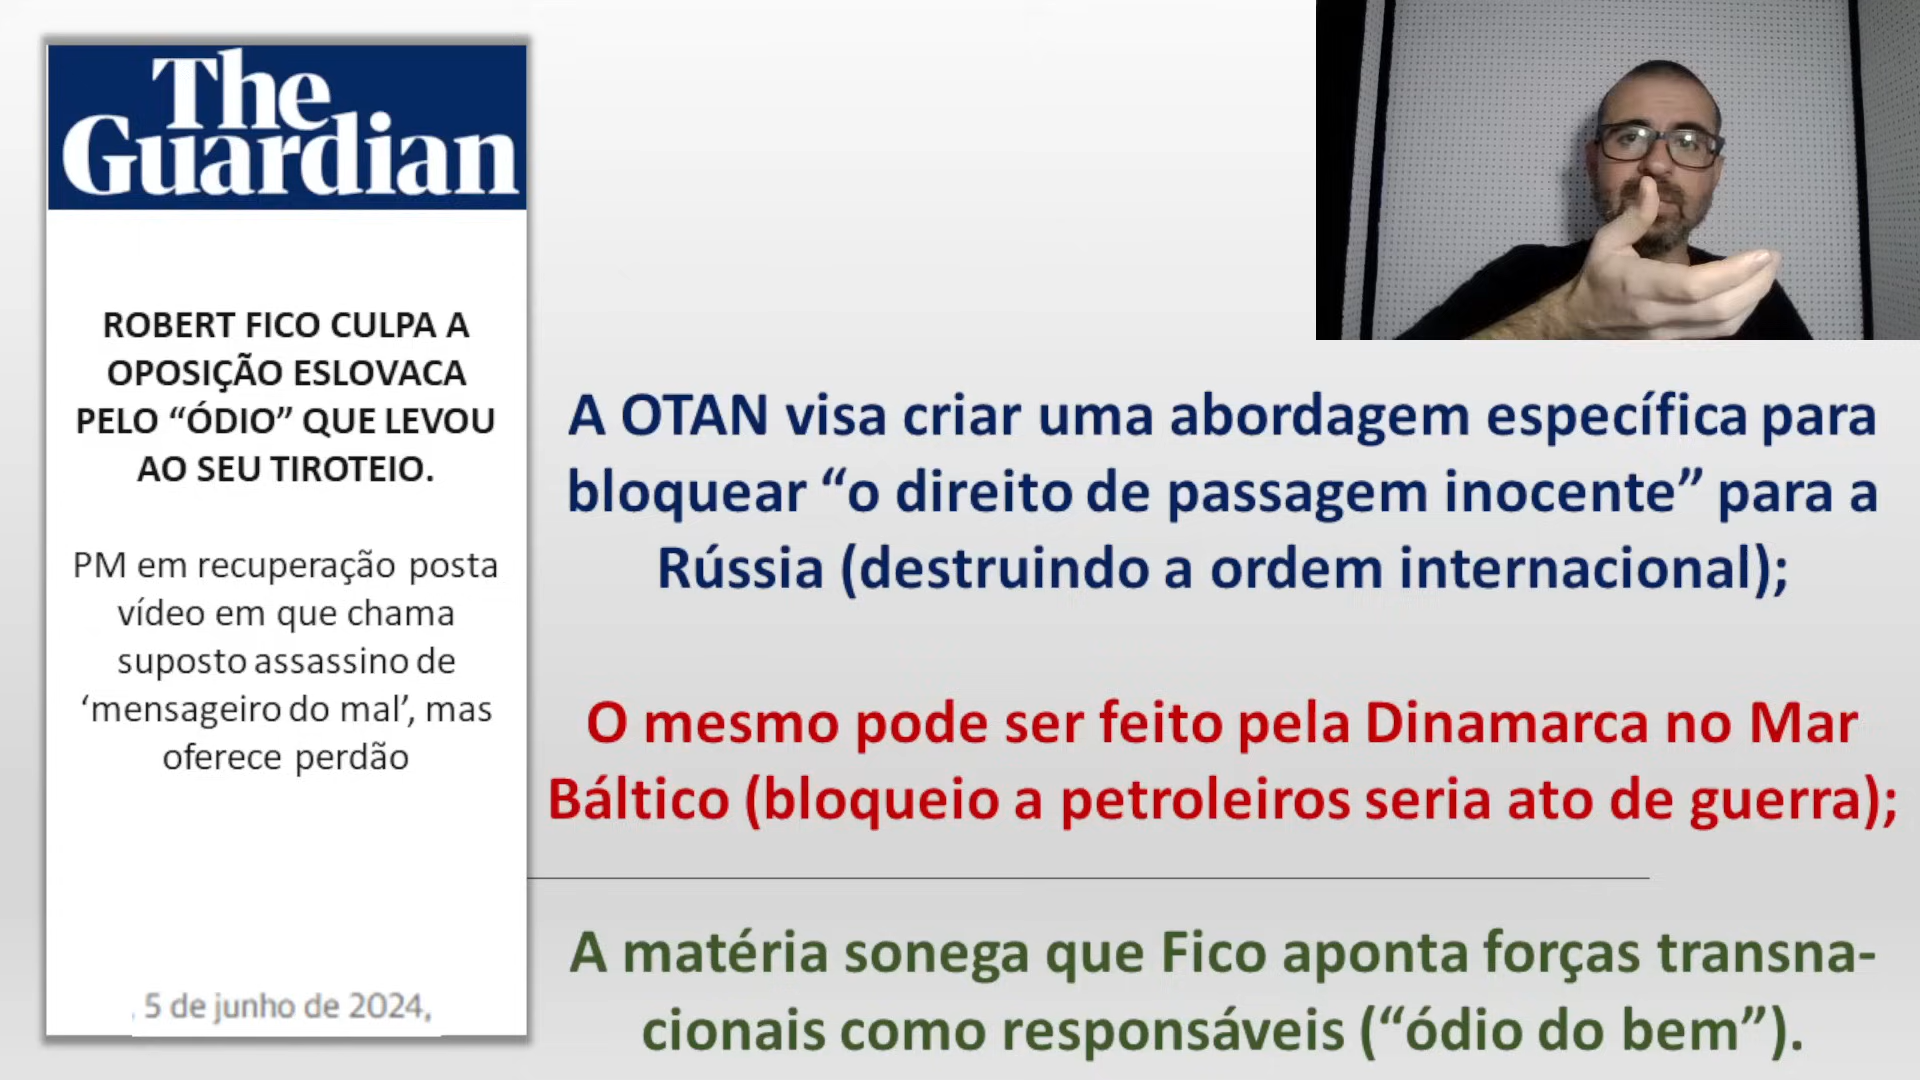 The
Guardian
ROBERT FICO CULPA A
OPOSIÇÃO ESLOVACA
PELO “ÓDIO” QUE LEVOU
AO SEU TIROTEIO.
PM em recuperação posta
vídeo em que chama
suposto assassino de
‘mensageiro do mal’, mas
oferece perdão
5 de junho de 2024,
A OTAN visa criar uma abordagem específica para
bloquear “o direito de passagem inocente” para a
Rússia (destruindo a ordem internacional);
O mesmo pode ser feito pela Dinamarca no Mar
Báltico (bloqueio a petroleiros seria ato de guerra);
A matéria sonega que Fico aponta forças transna-
cionais como responsáveis (“ódio do bem”).